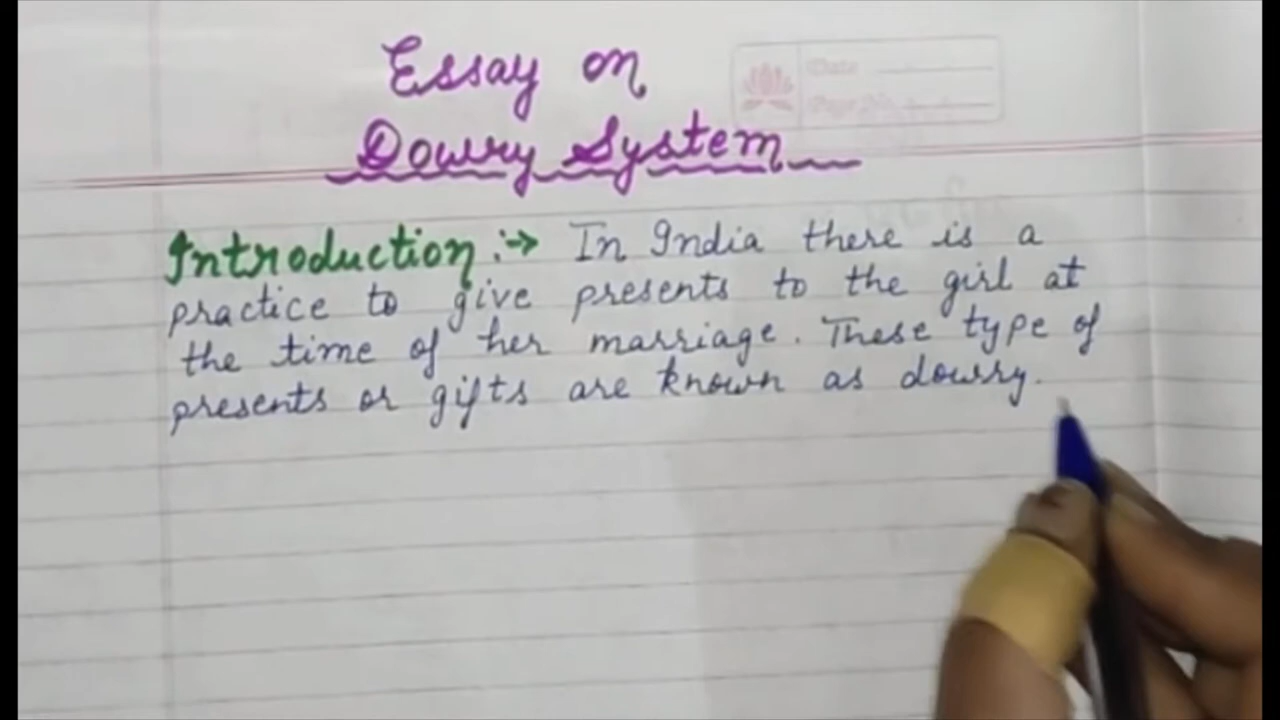 Essay on
Dowry System
Date
Introduction :→ In India there is a
practice to give presents to the girl at
the time of her marriage. These type of
presents or gifts are known as dowry.